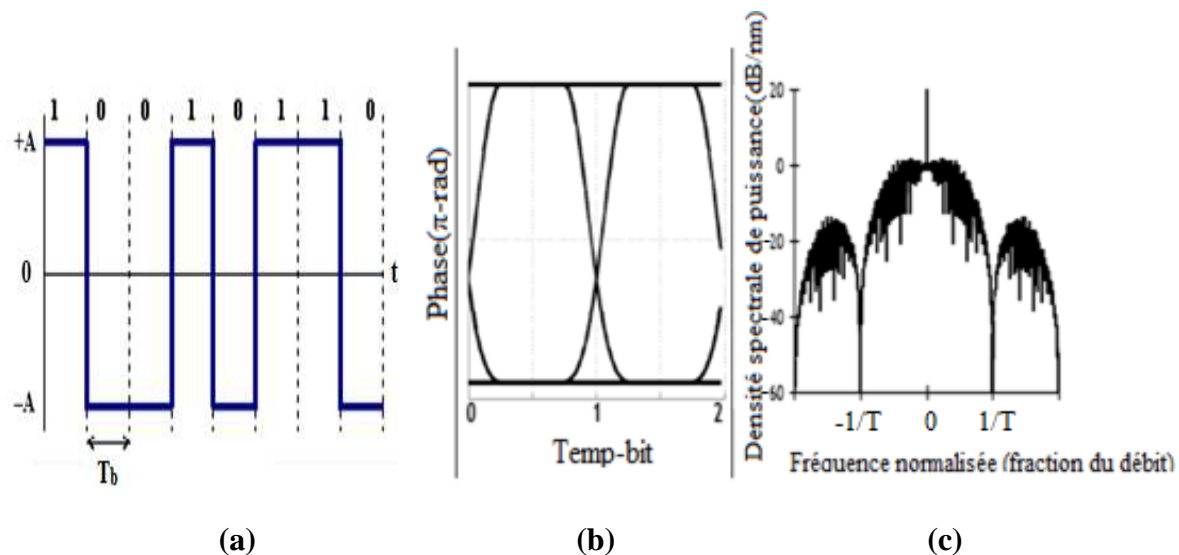 1 0 0 1 0 1 1 0
+A
0
t
–A
T_b
Phase(π-rad)
0 1 2
Temp-bit
Densité spectrale de puissance(dB/nm)
20
0
-20
-40
-60
-1/T 0 1/T
Fréquence normalisée (fraction du débit)
(a) (b) (c)